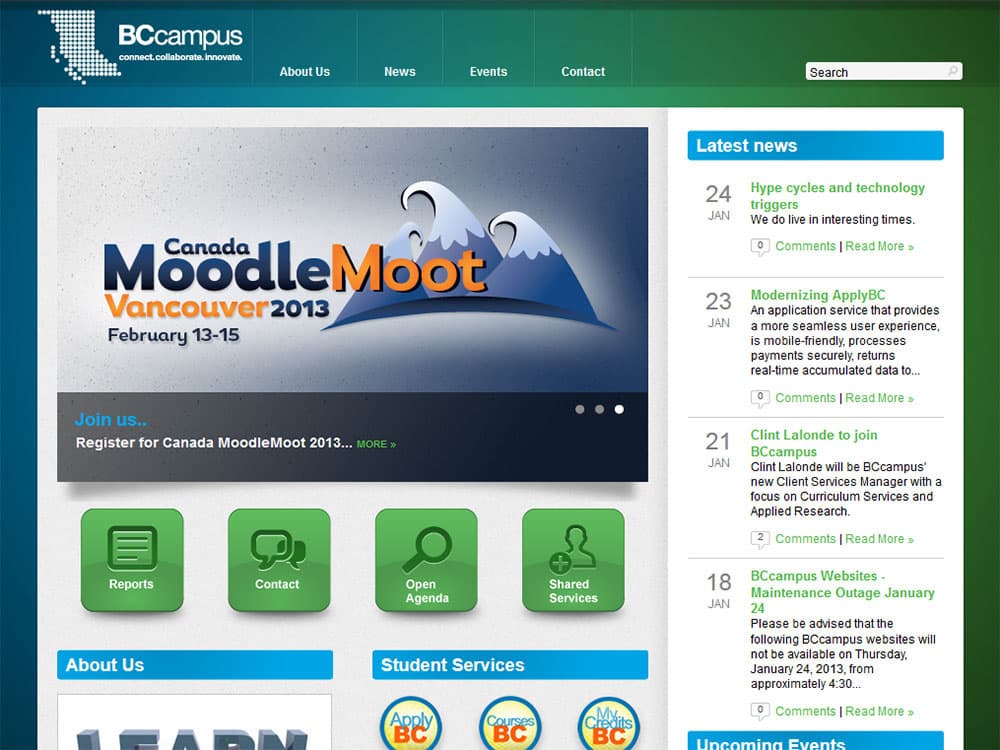 BCcampus
connect.collaborate.innovate.
About Us
News
Events
Contact
Search
Canada
MoodleMoot
Vancouver 2013
February 13-15
Join us..
Register for Canada MoodleMoot 2013... MORE »
Reports
Contact
Open
Agenda
Shared
Services
About Us
LEARN
Student Services
Apply
BC
Courses
BC
My
Credits
BC
Latest news
24
JAN
Hype cycles and technology
triggers
We do live in interesting times.
0 Comments | Read More »
23
JAN
Modernizing ApplyBC
An application service that provides
a more seamless user experience,
is mobile-friendly, processes
payments securely, returns
real-time accumulated data to...
0 Comments | Read More »
21
JAN
Clint Lalonde to join
BCcampus
Clint Lalonde will be BCcampus'
new Client Services Manager with a
focus on Curriculum Services and
Applied Research.
2 Comments | Read More »
18
JAN
BCcampus Websites -
Maintenance Outage January
24
Please be advised that the
following BCcampus websites will
not be available on Thursday,
January 24, 2013, from
approximately 4:30...
0 Comments | Read More »
Upcoming Events